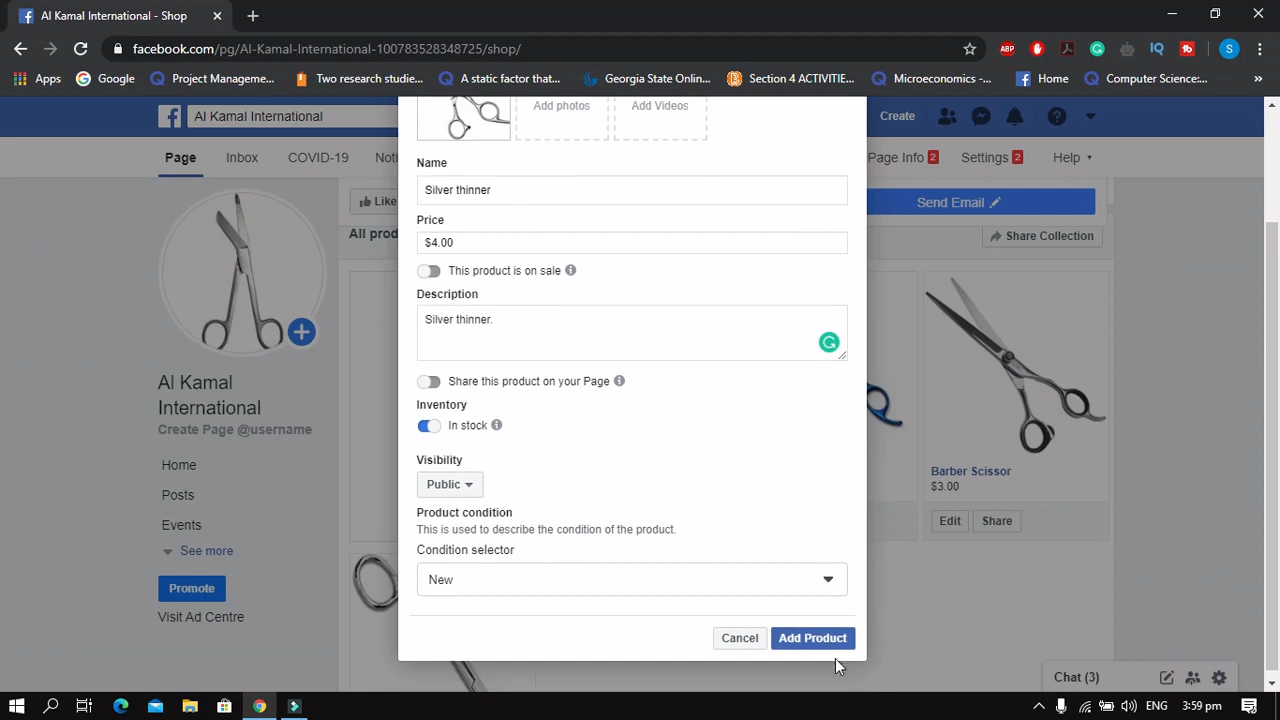 Al Kamal International - Shop
facebook.com/pg/Al-Kamal-International-100783528348725/shop/
ABP
IQ
S
Apps
Google
Project Manageme...
Two research studie...
A static factor that...
Georgia State Onlin...
Section 4 ACTIVITIE...
Microeconomics -...
Home
Computer Science:...
»
Al Kamal International
Create
Page
Inbox
COVID-19
Noti
Page Info 2
Settings 2
Help
Like
Send Email
All prod
Share Collection
Add photos
Add Videos
Name
Silver thinner
Price
$4.00
This product is on sale
Description
Silver thinner.
Share this product on your Page
Inventory
In stock
Visibility
Public
Product condition
This is used to describe the condition of the product.
Condition selector
New
Cancel
Add Product
Al Kamal
International
Create Page @username
Home
Posts
Events
See more
Promote
Visit Ad Centre
Barber Scissor
$3.00
Edit
Share
Chat (3)
ENG
3:59 pm